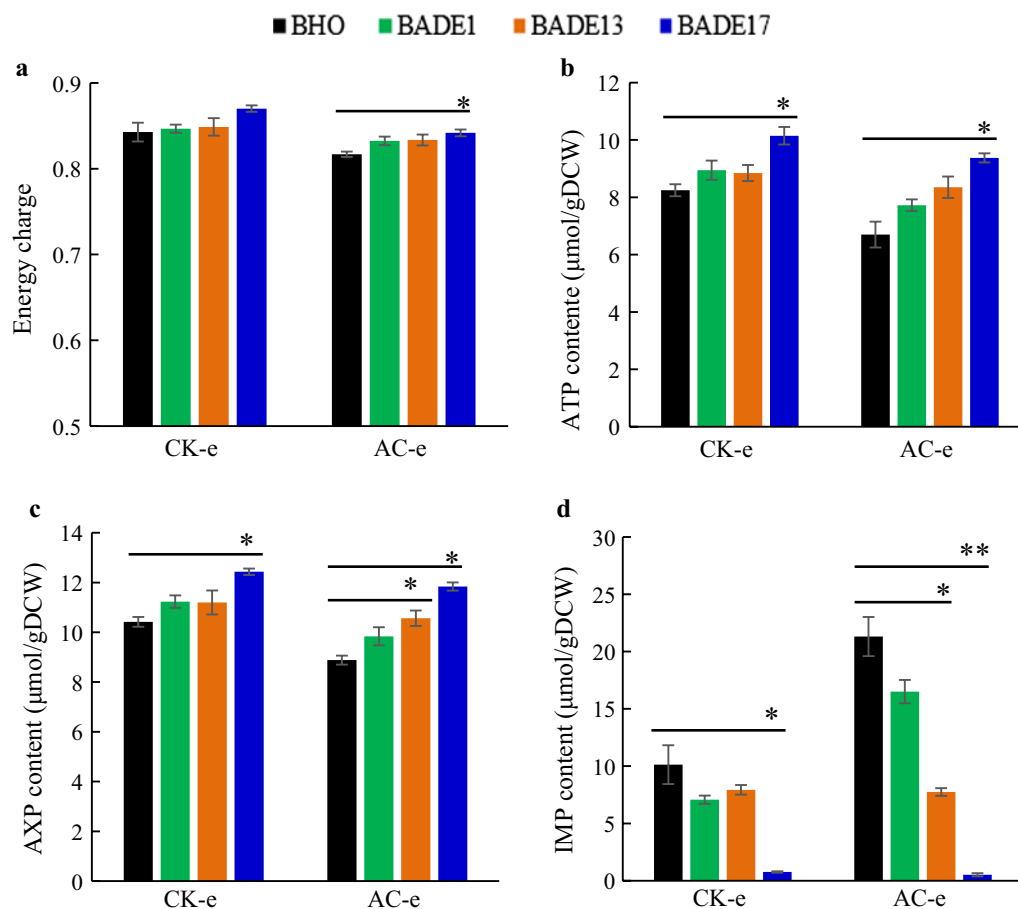 BHO BADE1 BADE13 BADE17
a
Energy charge
0.9
0.8
0.7
0.6
0.5
*
CK-e AC-e
b
ATP contente (μmol/gDCW)
12
10
8
6
4
2
0
* *
CK-e AC-e
c
AXP content (μmol/gDCW)
14
12
10
8
6
4
2
0
* * *
CK-e AC-e
d
IMP content (μmol/gDCW)
30
25
20
15
10
5
0
* * **
CK-e AC-e